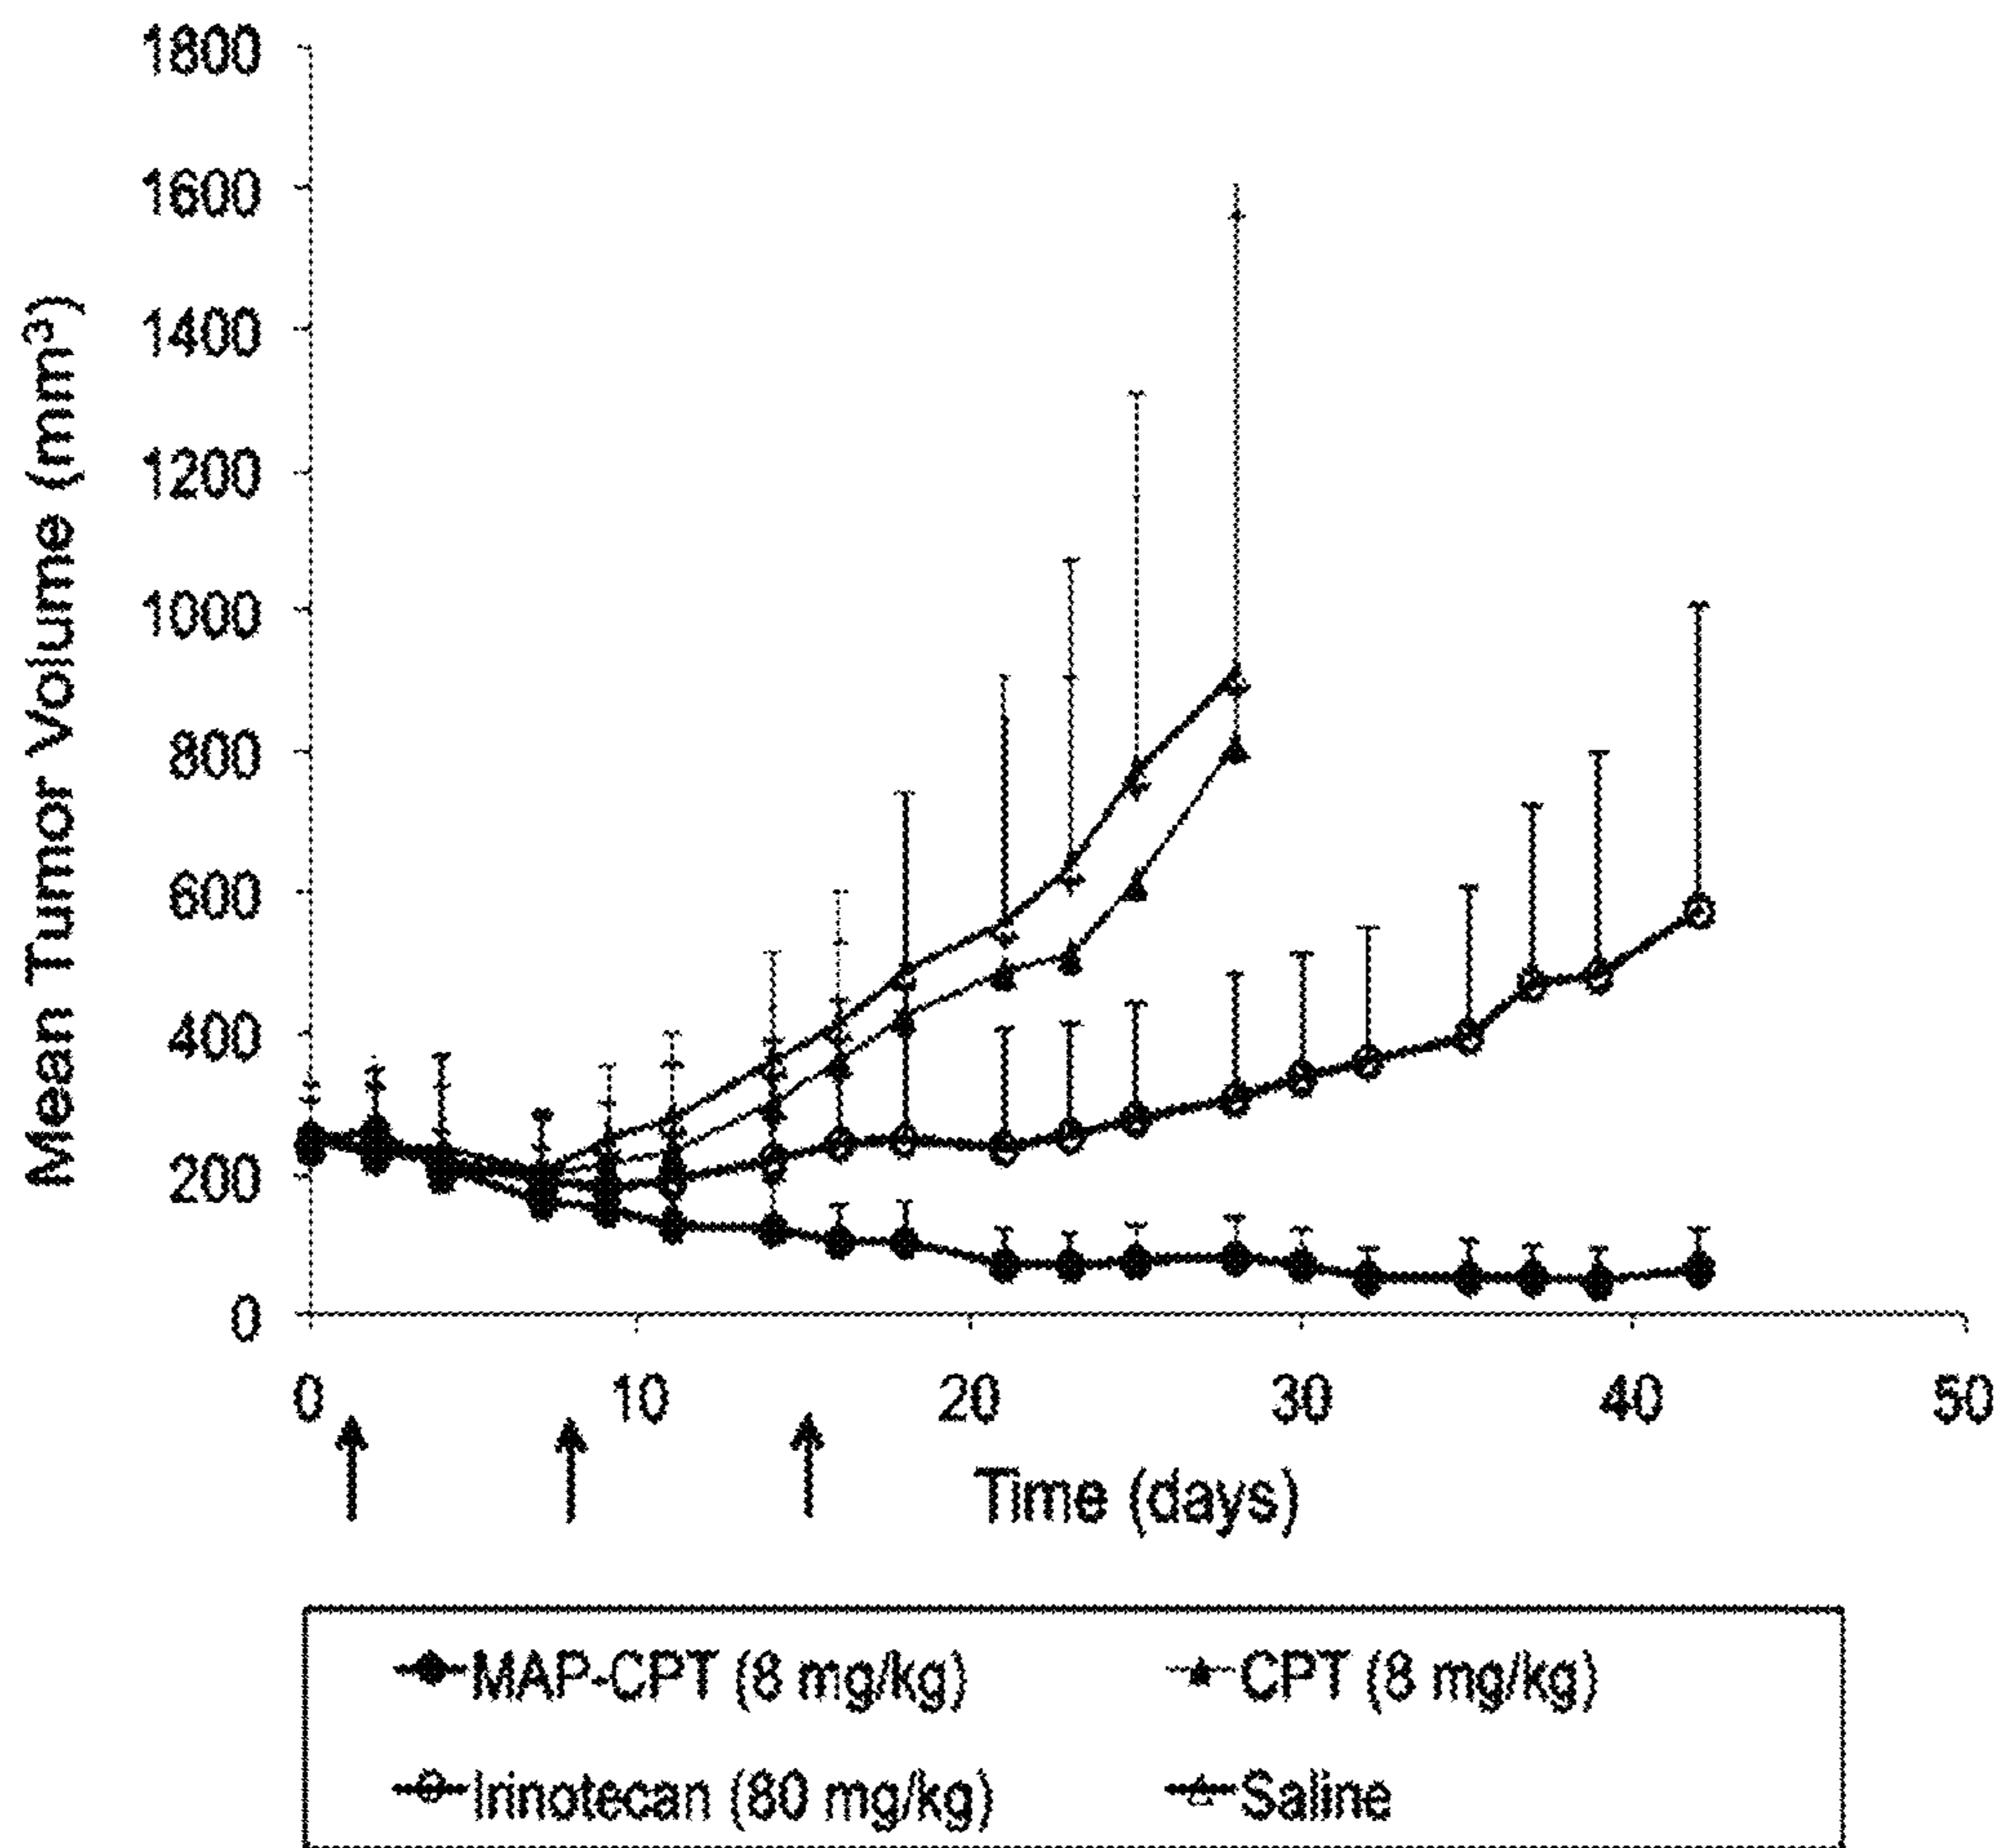 Mean Tumor Volume (mm³)
1800
1600
1400
1200
1000
800
600
400
200
0
0 10 20 30 40 50
Time (days)
MAP-CPT (8 mg/kg) CPT (8 mg/kg)
Irinotecan (80 mg/kg) Saline